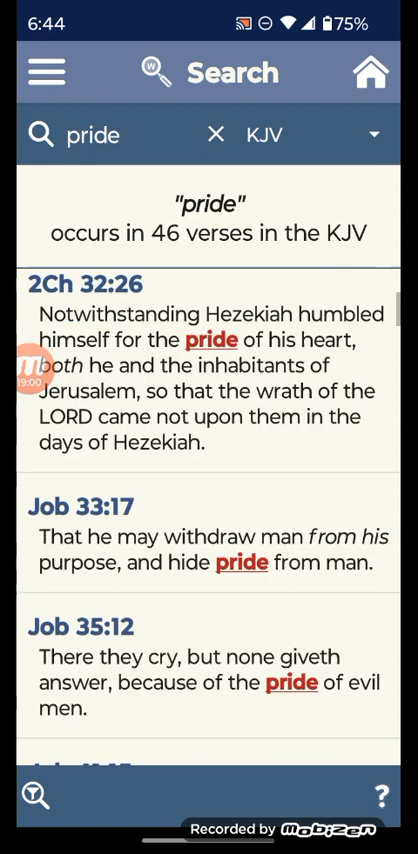 6:44
75%
W
Search
pride
KJV
"pride"
occurs in 46 verses in the KJV
2Ch 32:26
Notwithstanding Hezekiah humbled
himself for the pride of his heart,
both he and the inhabitants of
Jerusalem, so that the wrath of the
LORD came not upon them in the
days of Hezekiah.
19:00
Job 33:17
That he may withdraw man from his
purpose, and hide pride from man.
Job 35:12
There they cry, but none giveth
answer, because of the pride of evil
men.
?
Recorded by Mobizen